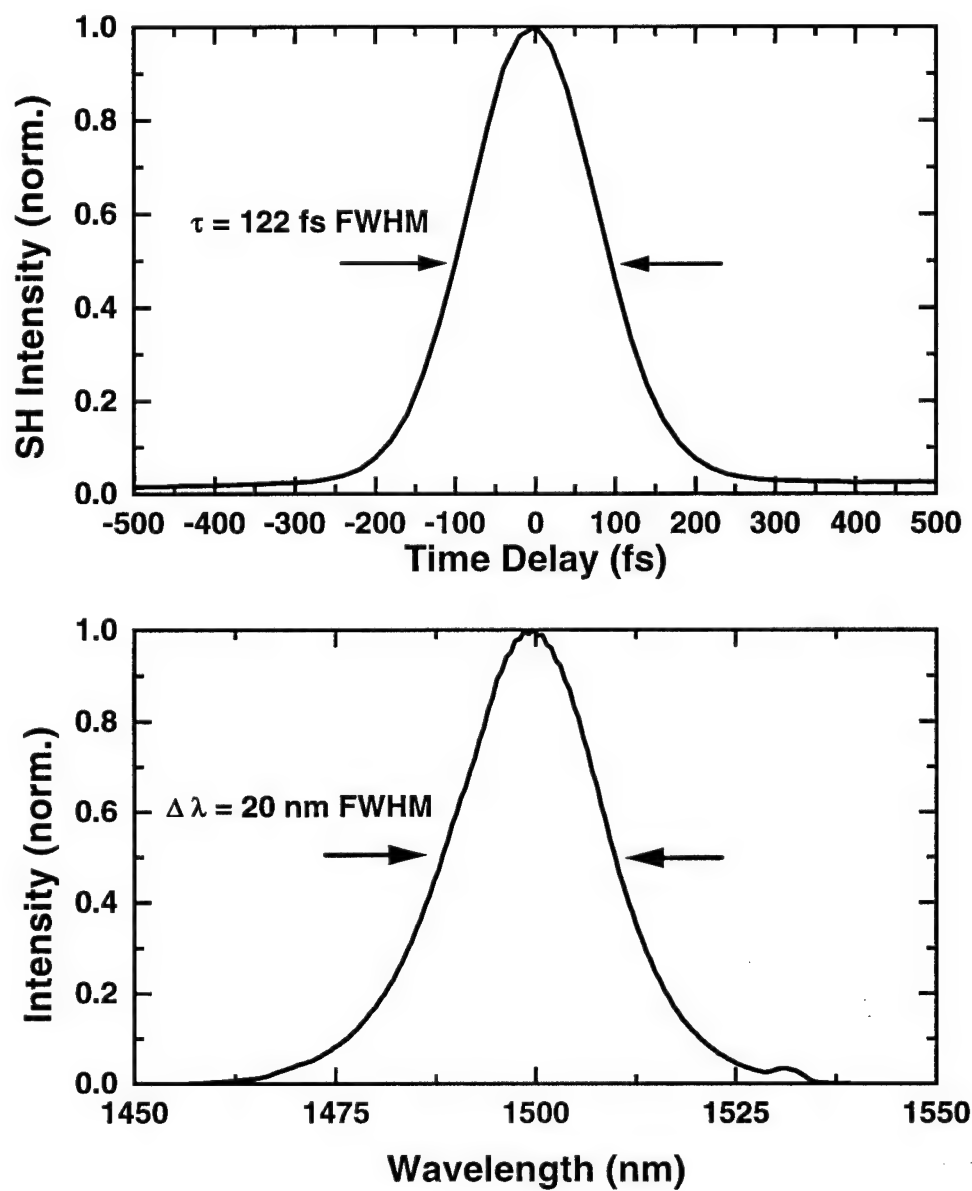 1.0
0.8
0.6
0.4
0.2
0.0
SH Intensity (norm.)
τ = 122 fs FWHM
-500 -400 -300 -200 -100 0 100 200 300 400 500
Time Delay (fs)
1.0
0.8
0.6
0.4
0.2
0.0
Intensity (norm.)
Δ λ = 20 nm FWHM
1450 1475 1500 1525 1550
Wavelength (nm)